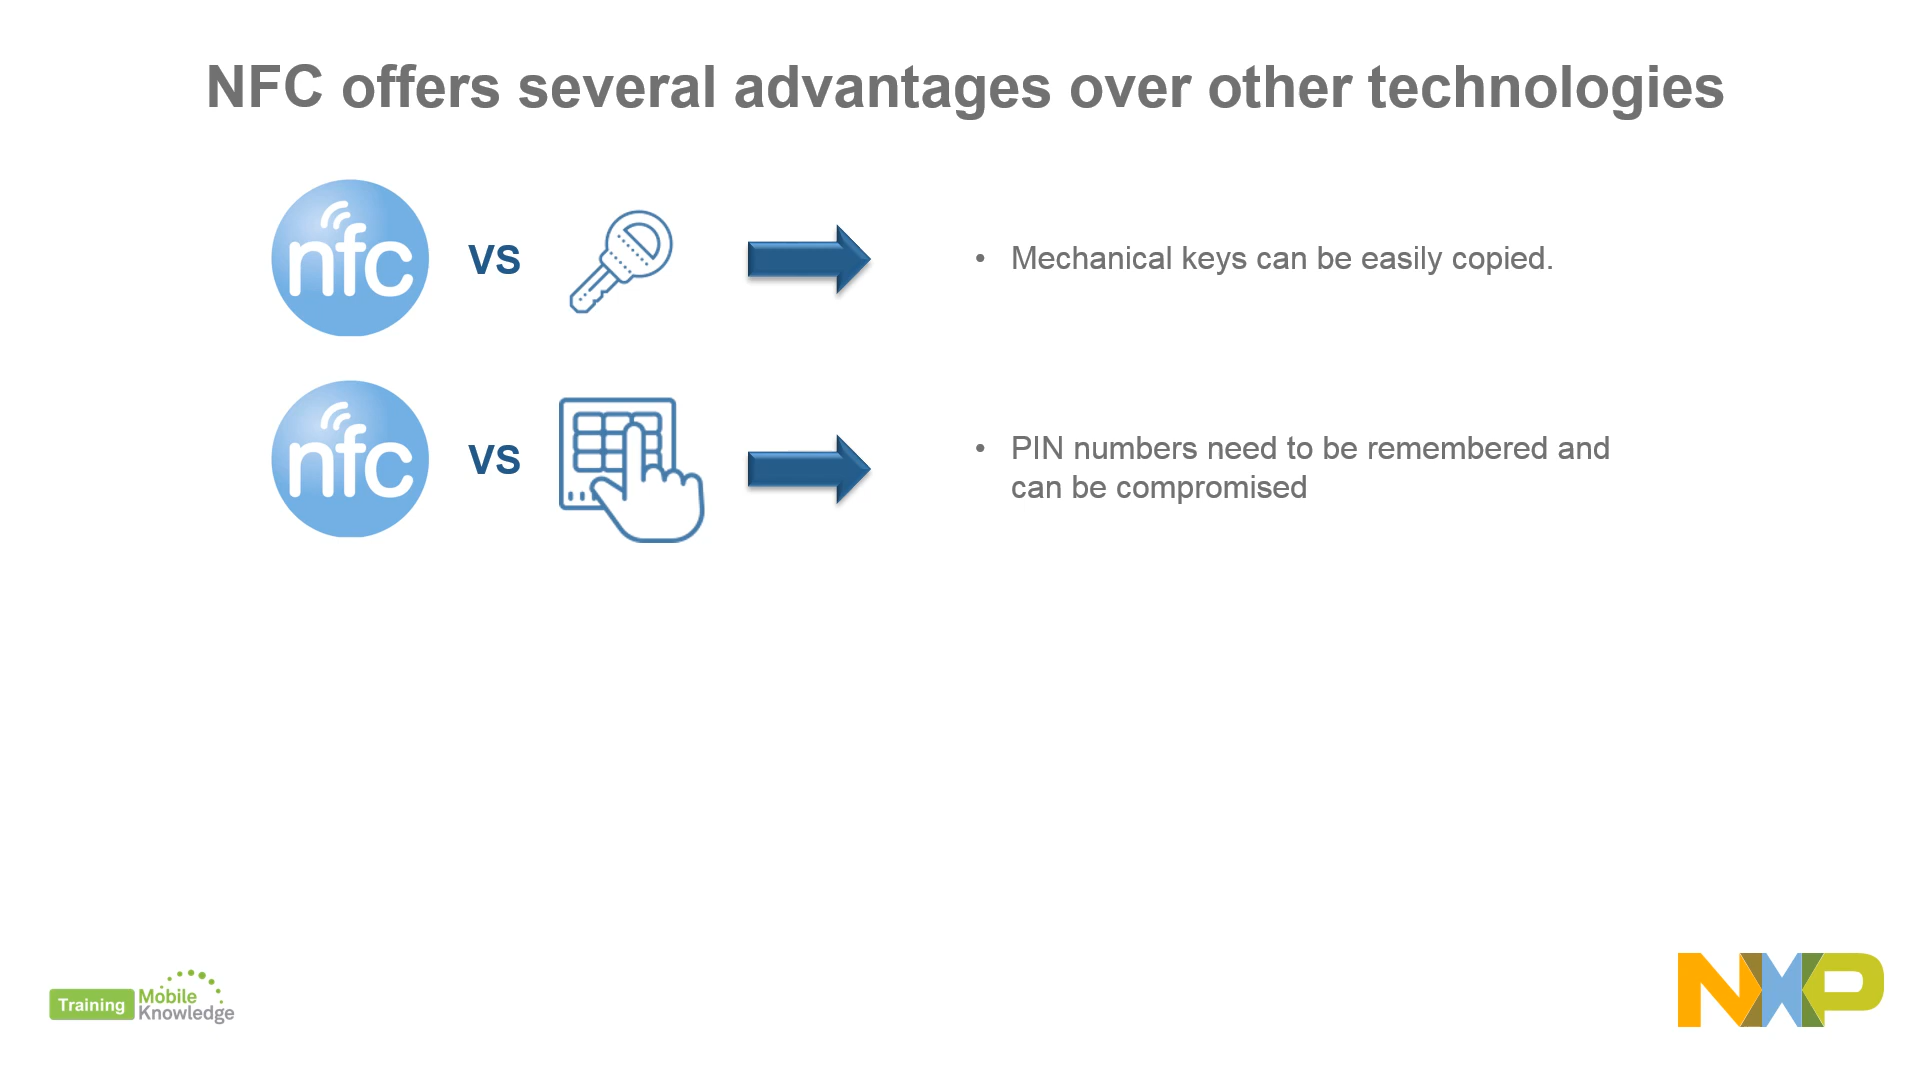 NFC offers several advantages over other technologies
nfc
VS
• Mechanical keys can be easily copied.
nfc
VS
• PIN numbers need to be remembered and
can be compromised
Training
Mobile
Knowledge
NXP